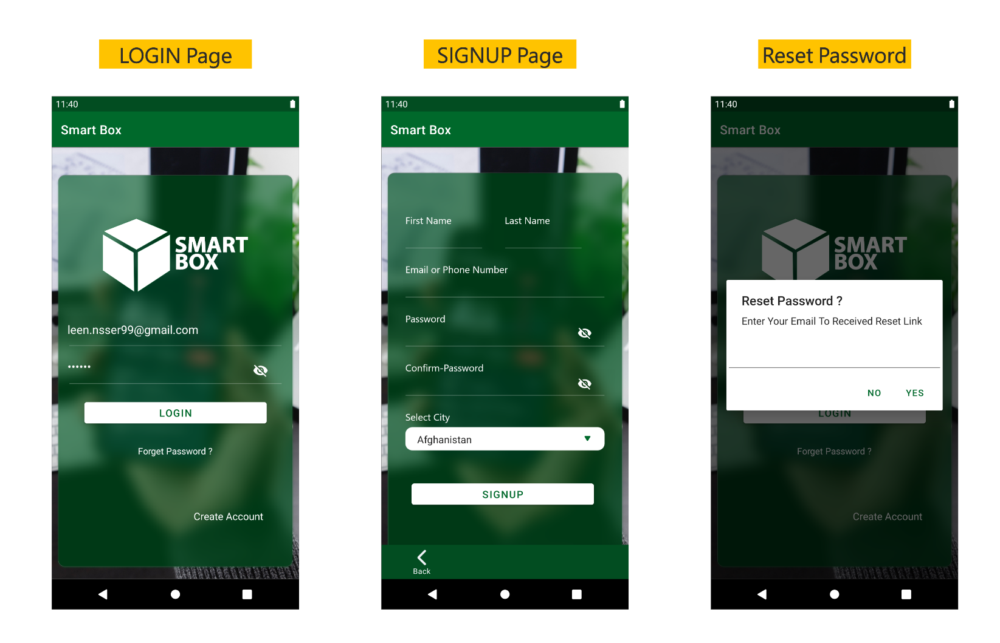 LOGIN Page
SIGNUP Page
Reset Password
11:40
Smart Box
SMART
BOX
leen.nsser99@gmail.com
••••••
LOGIN
Forget Password ?
Create Account
11:40
Smart Box
First Name
Last Name
Email or Phone Number
Password
Confirm-Password
Select City
Afghanistan
SIGNUP
Back
11:40
Smart Box
SMART
BOX
Reset Password ?
Enter Your Email To Received Reset Link
NO
YES
LOGIN
Forget Password ?
Create Account